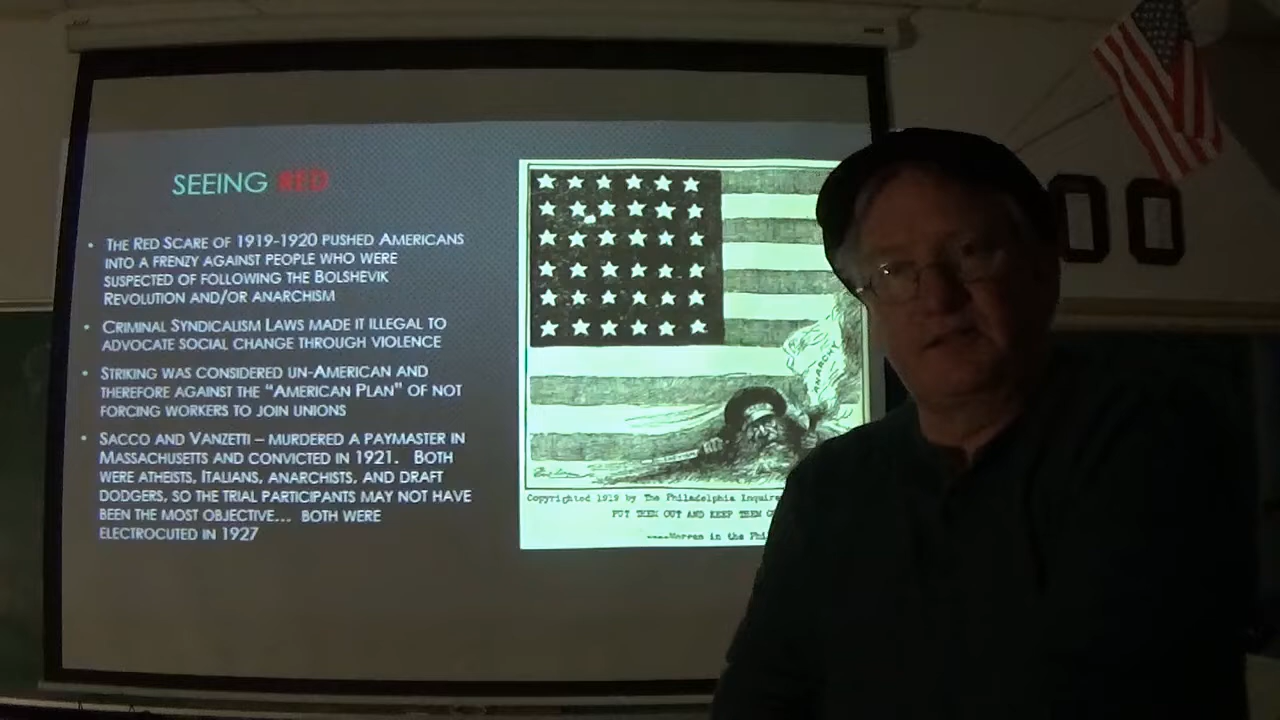 SEEING RED
• THE RED SCARE OF 1919-1920 PUSHED AMERICANS
INTO A FRENZY AGAINST PEOPLE WHO WERE
SUSPECTED OF FOLLOWING THE BOLSHEVIK
REVOLUTION AND/OR ANARCHISM
• CRIMINAL SYNDICALISM LAWS MADE IT ILLEGAL TO
ADVOCATE SOCIAL CHANGE THROUGH VIOLENCE
• STRIKING WAS CONSIDERED UN-AMERICAN AND
THEREFORE AGAINST THE "AMERICAN PLAN" OF NOT
FORCING WORKERS TO JOIN UNIONS
• SACCO AND VANZETTI – MURDERED A PAYMASTER IN
MASSACHUSETTS AND CONVICTED IN 1921. BOTH
WERE ATHEISTS, ITALIANS, ANARCHISTS, AND DRAFT
DODGERS, SO THE TRIAL PARTICIPANTS MAY NOT HAVE
BEEN THE MOST OBJECTIVE... BOTH WERE
ELECTROCUTED IN 1927
Copyrighted 1919 by The Philadelphia
PUT THEM OUT AND KEEP THEM
----Morran in the
OO